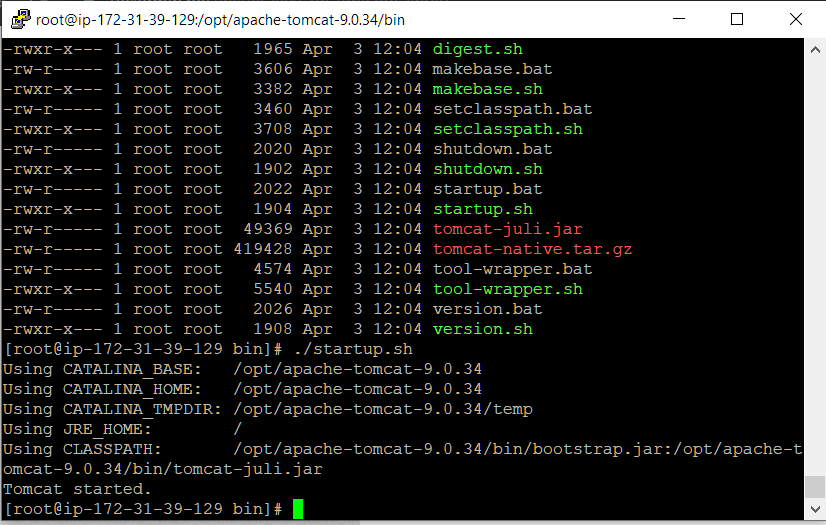 root@ip-172-31-39-129:/opt/apache-tomcat-9.0.34/bin
-rwxr-x--- 1 root root   1965 Apr  3 12:04 digest.sh
-rw-r----- 1 root root   3606 Apr  3 12:04 makebase.bat
-rwxr-x--- 1 root root   3382 Apr  3 12:04 makebase.sh
-rw-r----- 1 root root   3460 Apr  3 12:04 setclasspath.bat
-rwxr-x--- 1 root root   3708 Apr  3 12:04 setclasspath.sh
-rw-r----- 1 root root   2020 Apr  3 12:04 shutdown.bat
-rwxr-x--- 1 root root   1902 Apr  3 12:04 shutdown.sh
-rw-r----- 1 root root   2022 Apr  3 12:04 startup.bat
-rwxr-x--- 1 root root   1904 Apr  3 12:04 startup.sh
-rw-r----- 1 root root  49369 Apr  3 12:04 tomcat-juli.jar
-rw-r----- 1 root root 419428 Apr  3 12:04 tomcat-native.tar.gz
-rw-r----- 1 root root   4574 Apr  3 12:04 tool-wrapper.bat
-rwxr-x--- 1 root root   5540 Apr  3 12:04 tool-wrapper.sh
-rw-r----- 1 root root   2026 Apr  3 12:04 version.bat
-rwxr-x--- 1 root root   1908 Apr  3 12:04 version.sh
[root@ip-172-31-39-129 bin]# ./startup.sh
Using CATALINA_BASE:   /opt/apache-tomcat-9.0.34
Using CATALINA_HOME:   /opt/apache-tomcat-9.0.34
Using CATALINA_TMPDIR: /opt/apache-tomcat-9.0.34/temp
Using JRE_HOME:        /
Using CLASSPATH:       /opt/apache-tomcat-9.0.34/bin/bootstrap.jar:/opt/apache-t
omcat-9.0.34/bin/tomcat-juli.jar
Tomcat started.
[root@ip-172-31-39-129 bin]#